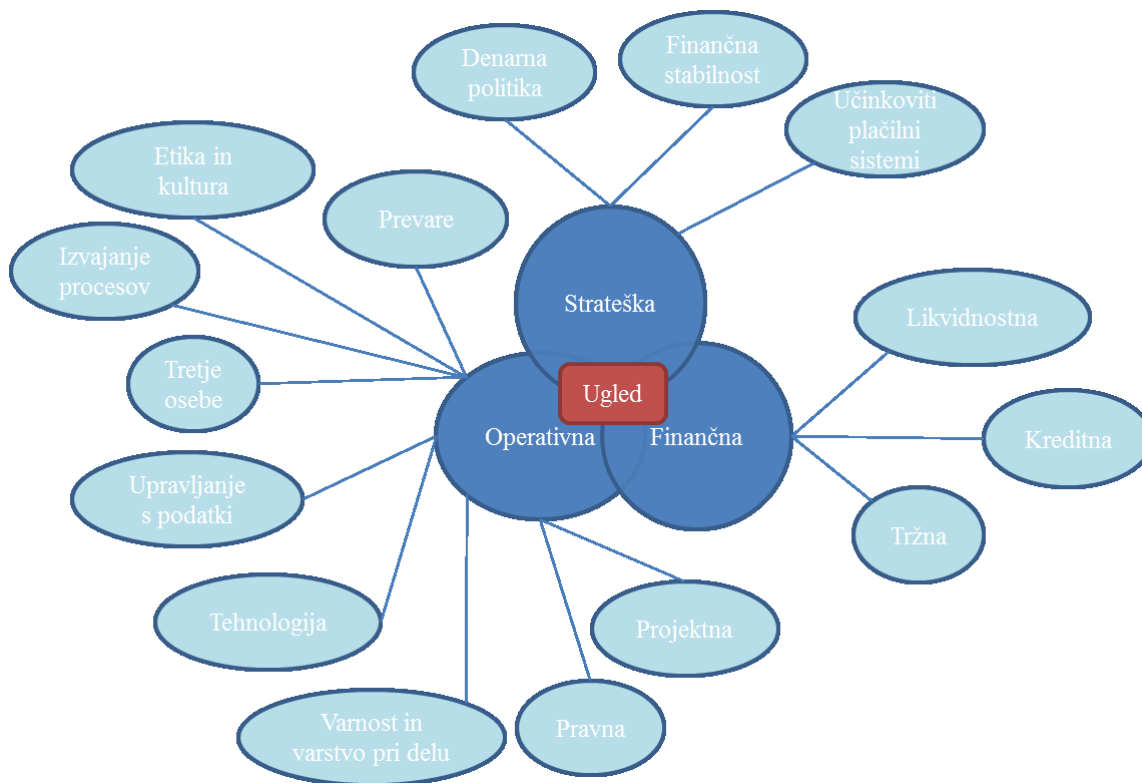 Denarna
politika
Finančna
stabilnost
Učinkoviti
plačilni
sistemi
Etika in
kultura
Prevare
Izvajanje
procesov
Strateška
Likvidnostna
Tretje
osebe
Ugled
Operativna
Finančna
Kreditna
Upravljanje
s podatki
Tržna
Tehnologija
Projektna
Varnost in
varstvo pri delu
Pravna